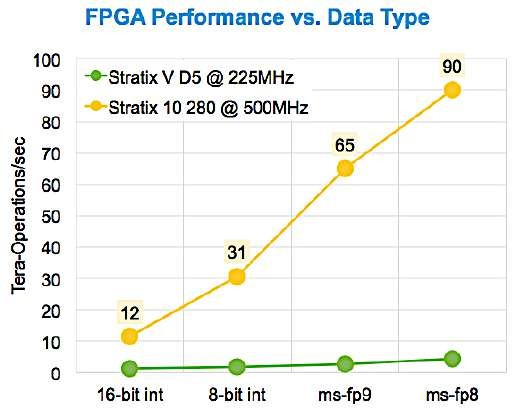 FPGA Performance vs. Data Type
Tera-Operations/sec
100
90
80
70
60
50
40
30
20
10
0
Stratix V D5 @ 225MHz
Stratix 10 280 @ 500MHz
12
31
65
90
16-bit int
8-bit int
ms-fp9
ms-fp8